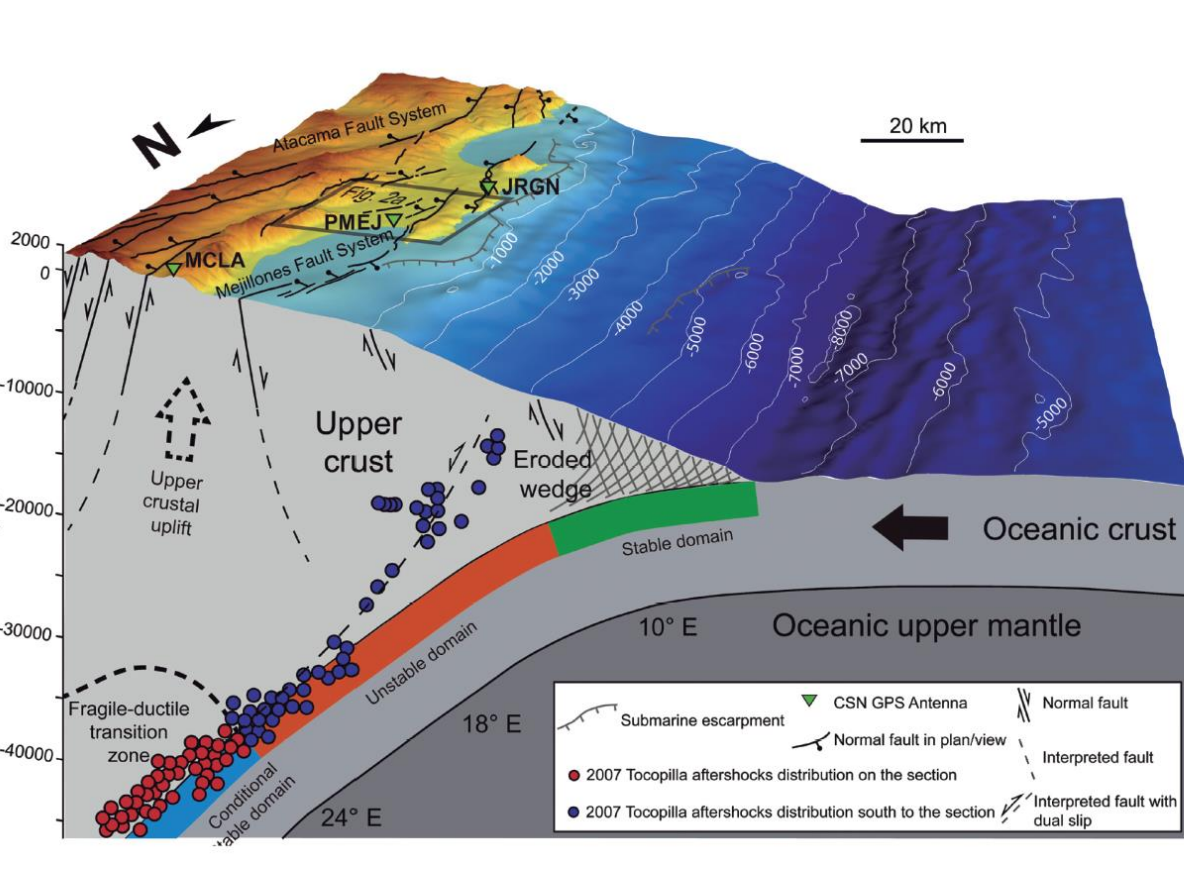 N
Atacama Fault System
20 km
JRGN
Fig. 2a
PMEJ
MCLA
Mejillones Fault System
2000
0
-10000
-20000
-30000
-40000
-1000
-2000
-3000
-4000
-5000
-6000
-7000
-8000
-7000
-6000
-5000
Upper
crust
Upper
crustal
uplift
Eroded
wedge
Stable domain
Oceanic crust
Unstable domain
10° E
Oceanic upper mantle
18° E
24° E
Fragile-ductile
transition
zone
Conditional
stable domain
Submarine escarpment
CSN GPS Antenna
Normal fault
Normal fault in plan/view
Interpreted fault
2007 Tocopilla aftershocks distribution on the section
2007 Tocopilla aftershocks distribution south to the section
Interpreted fault with
dual slip